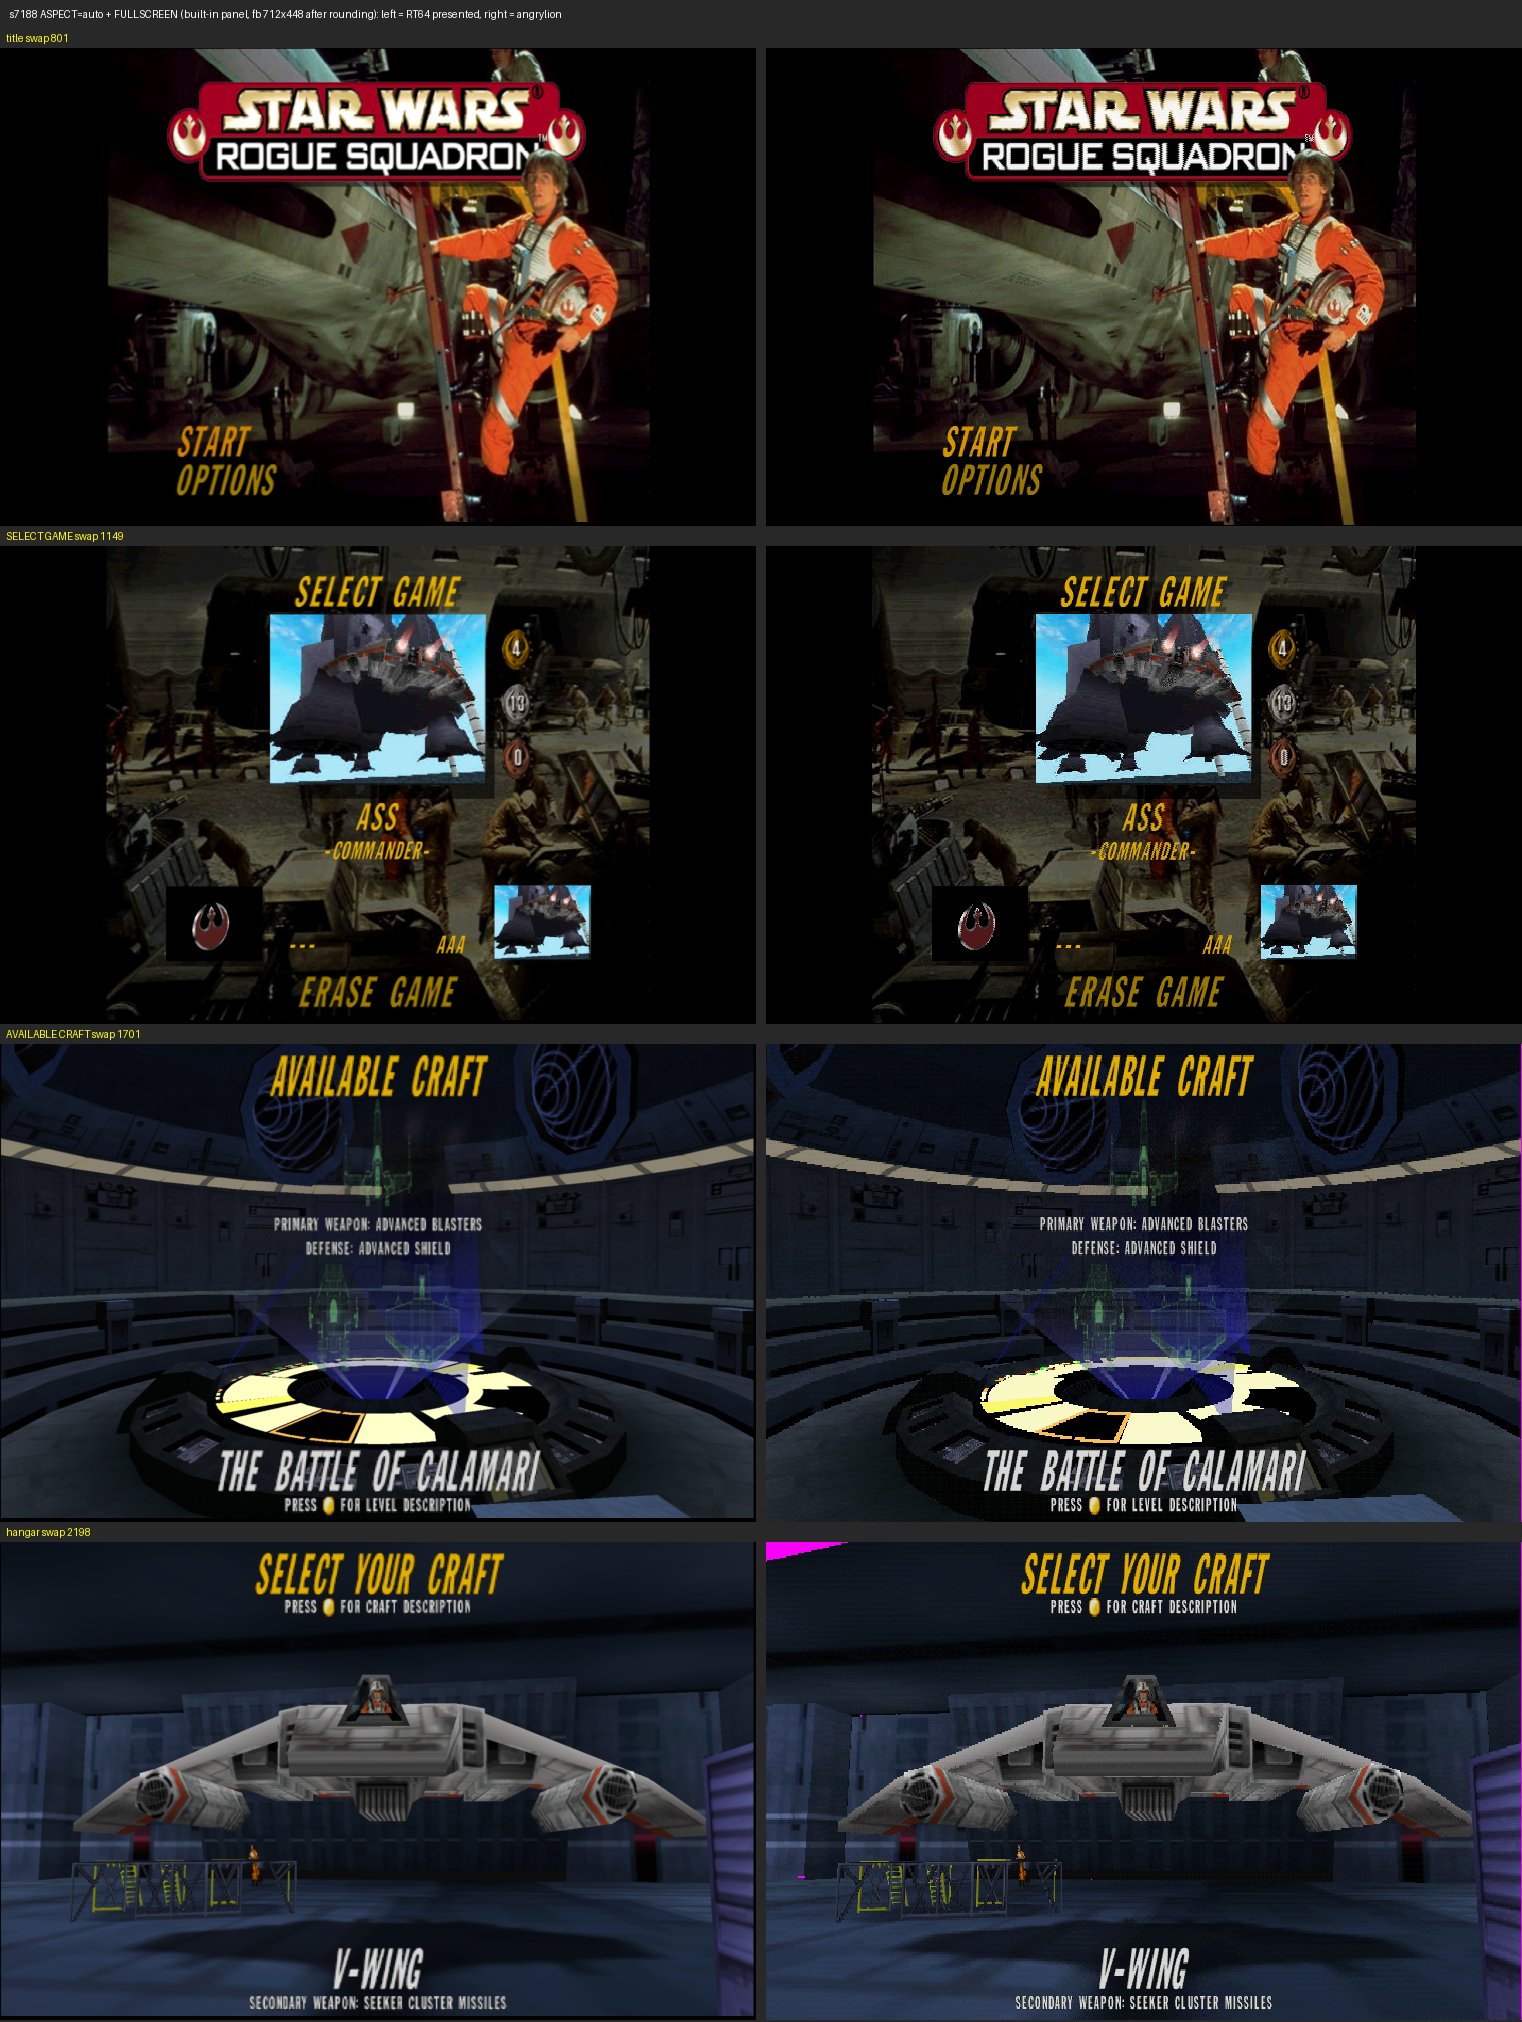 s7188 ASPECT=auto + FULLSCREEN (built-in panel, fb 712x448 after rounding): left = RT64 presented, right = angrylion
title swap 801
STAR WARS®
ROGUE SQUADRON™
START
OPTIONS
STAR WARS®
ROGUE SQUADRON
START
OPTIONS
SELECT GAME swap 1149
SELECT GAME
4
13
0
ASS
-COMMANDER-
--- AAA
ERASE GAME
SELECT GAME
4
13
0
ASS
-COMMANDER-
--- AAA
ERASE GAME
AVAILABLE CRAFT swap 1701
AVAILABLE CRAFT
PRIMARY WEAPON: ADVANCED BLASTERS
DEFENSE: ADVANCED SHIELD
THE BATTLE OF CALAMARI
PRESS FOR LEVEL DESCRIPTION
AVAILABLE CRAFT
PRIMARY WEAPON: ADVANCED BLASTERS
DEFENSE: ADVANCED SHIELD
THE BATTLE OF CALAMARI
PRESS FOR LEVEL DESCRIPTION
hangar swap 2198
SELECT YOUR CRAFT
PRESS FOR CRAFT DESCRIPTION
V-WING
SECONDARY WEAPON: SEEKER CLUSTER MISSILES
SELECT YOUR CRAFT
PRESS FOR CRAFT DESCRIPTION
V-WING
SECONDARY WEAPON: SEEKER CLUSTER MISSILES